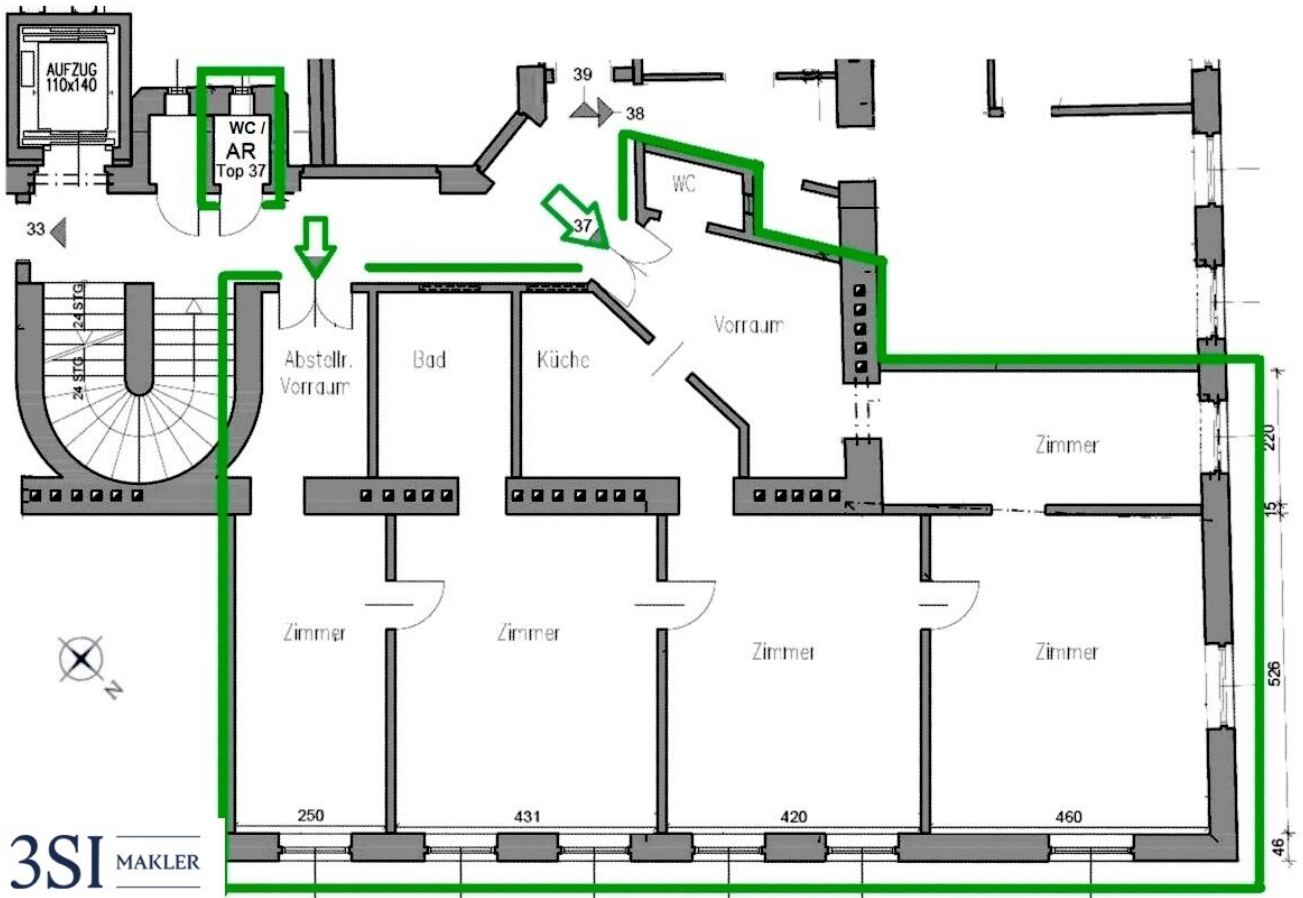 AUFZUG
110x140
WC /
AR
Top 37
39
38
WC
33
37
24 STG.
24 STG.
Abstellr.
Vorraum
Bad
Küche
Vorraum
Zimmer
220
15
Zimmer
Zimmer
Zimmer
Zimmer
526
N
250
431
420
460
46
3SI MAKLER